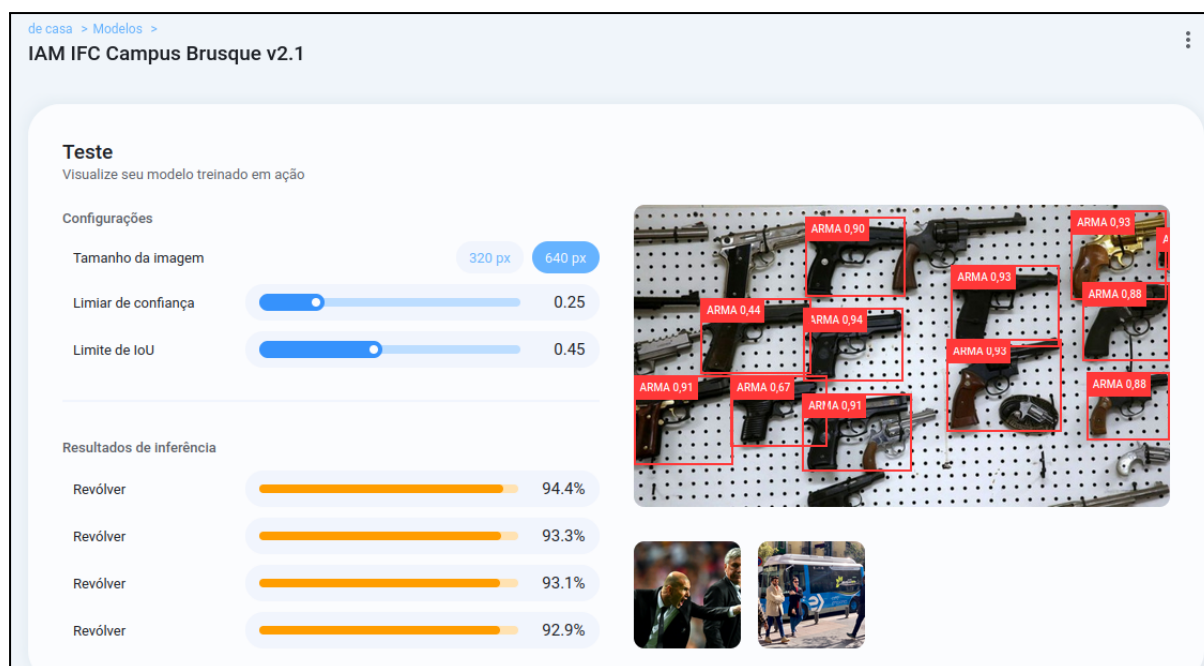 de casa > Modelos >
IAM IFC Campus Brusque v2.1
Teste
Visualize seu modelo treinado em ação
Configurações
Tamanho da imagem
320 px
640 px
Limiar de confiança
0.25
Limite de IoU
0.45
Resultados de inferência
Revólver
94.4%
Revólver
93.3%
Revólver
93.1%
Revólver
92.9%
ARMA 0,90
ARMA 0,93
A
ARMA 0,93
ARMA 0,88
ARMA 0,44
ARMA 0,94
ARMA 0,93
ARMA 0,91
ARMA 0,67
ARMA 0,91
ARMA 0,88